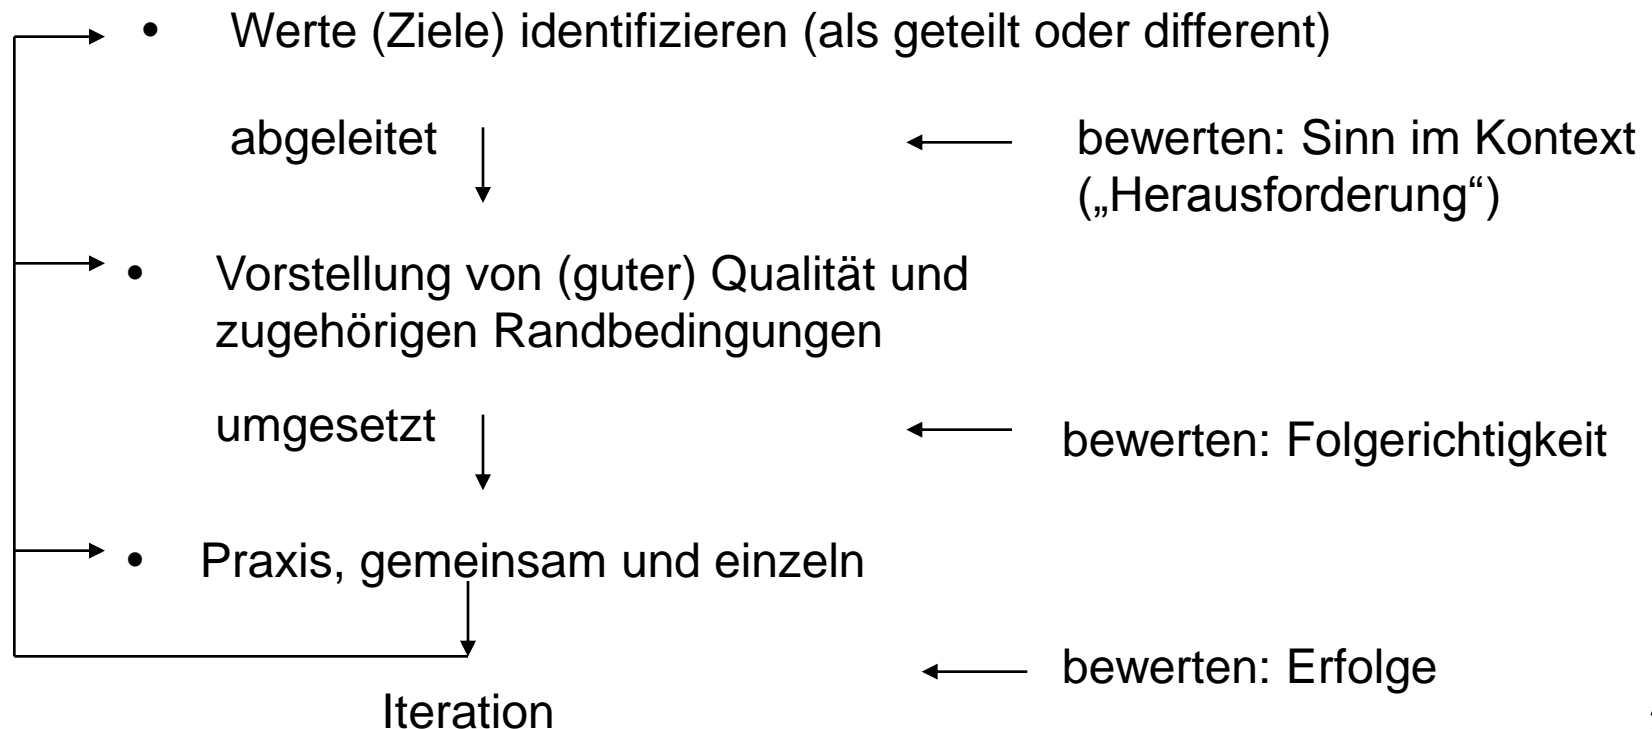 • Werte (Ziele) identifizieren (als geteilt oder different)
abgeleitet
bewerten: Sinn im Kontext
(„Herausforderung“)
• Vorstellung von (guter) Qualität und
zugehörigen Randbedingungen
umgesetzt
bewerten: Folgerichtigkeit
• Praxis, gemeinsam und einzeln
bewerten: Erfolge
Iteration